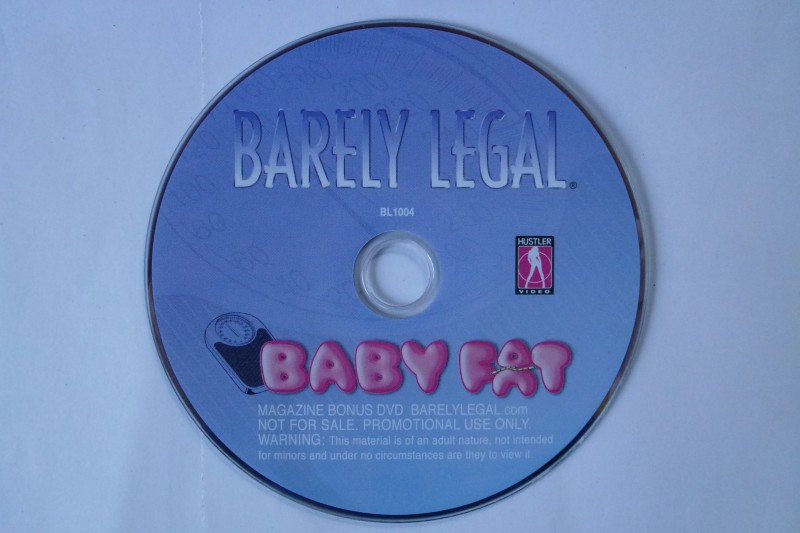 BARELY LEGAL®
BL1004
HUSTLER
VIDEO
BABY FAT
MAGAZINE BONUS DVD BARELYLEGAL.com
NOT FOR SALE. PROMOTIONAL USE ONLY.
WARNING: This material is of an adult nature, not intended
for minors and under no circumstances are they to view it